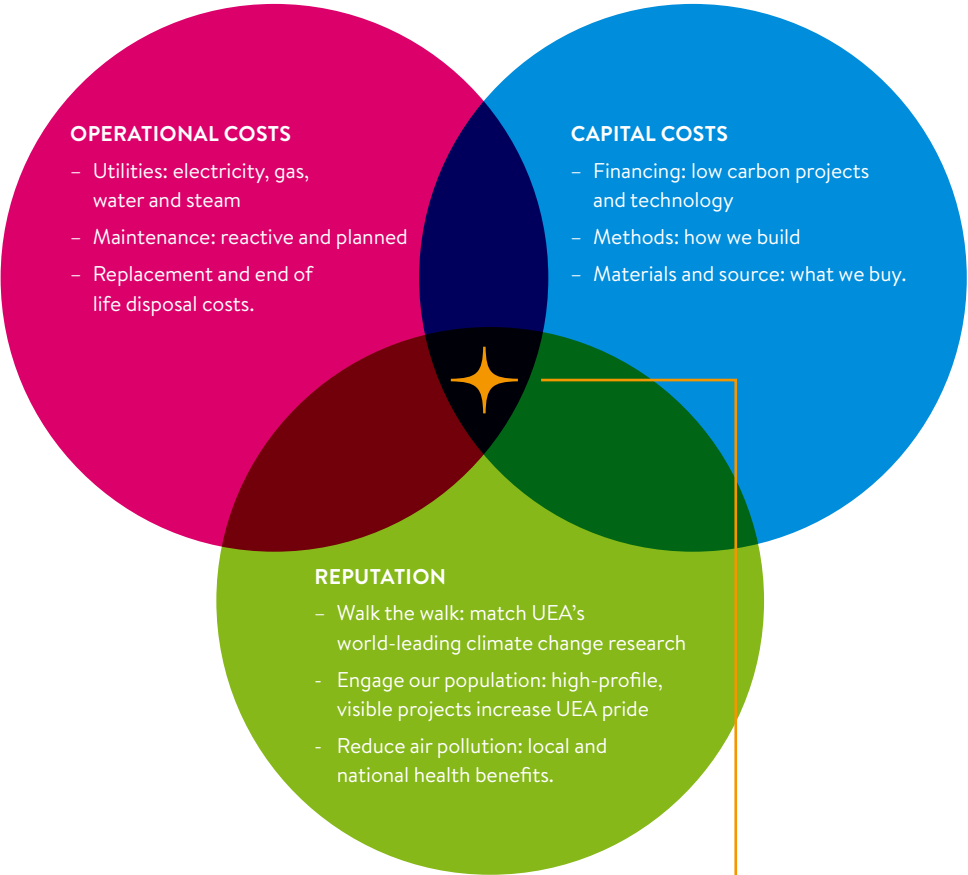 OPERATIONAL COSTS
– Utilities: electricity, gas,
water and steam
– Maintenance: reactive and planned
– Replacement and end of
life disposal costs.
CAPITAL COSTS
– Financing: low carbon projects
and technology
– Methods: how we build
– Materials and source: what we buy.
REPUTATION
– Walk the walk: match UEA’s
world-leading climate change research
- Engage our population: high-profile,
visible projects increase UEA pride
- Reduce air pollution: local and
national health benefits.